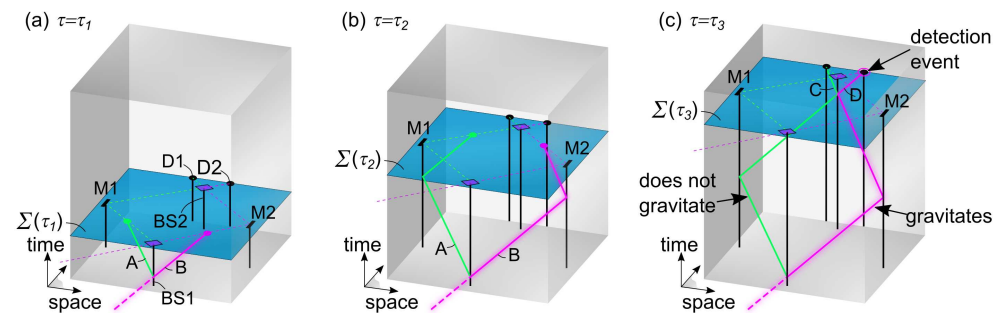 (a) τ=τ1
M1
D1
D2
M2
BS2
Σ(τ1)
time
A
B
space
BS1
(b) τ=τ2
M1
M2
Σ(τ2)
time
A
B
space
(c) τ=τ3
detection
event
M1
C
D
M2
Σ(τ3)
does not
gravitate
gravitates
time
space